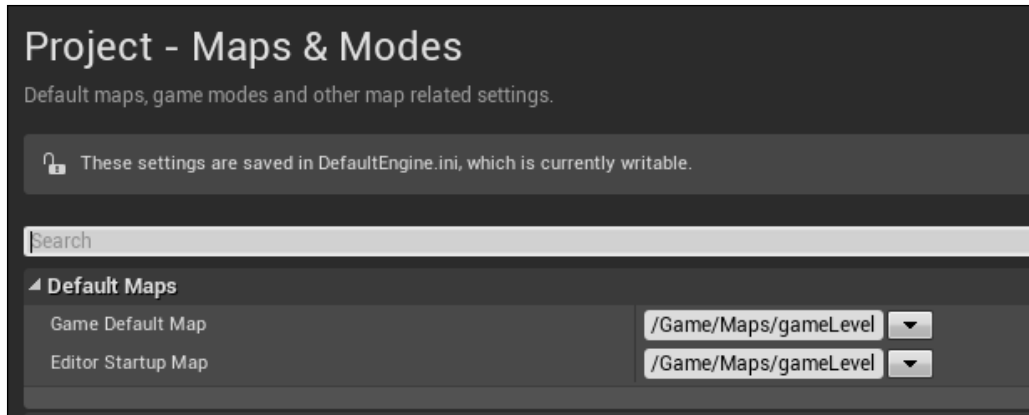 Project - Maps & Modes
Default maps, game modes and other map related settings.
These settings are saved in DefaultEngine.ini, which is currently writable.
Search
Default Maps
Game Default Map /Game/Maps/gameLevel
Editor Startup Map /Game/Maps/gameLevel